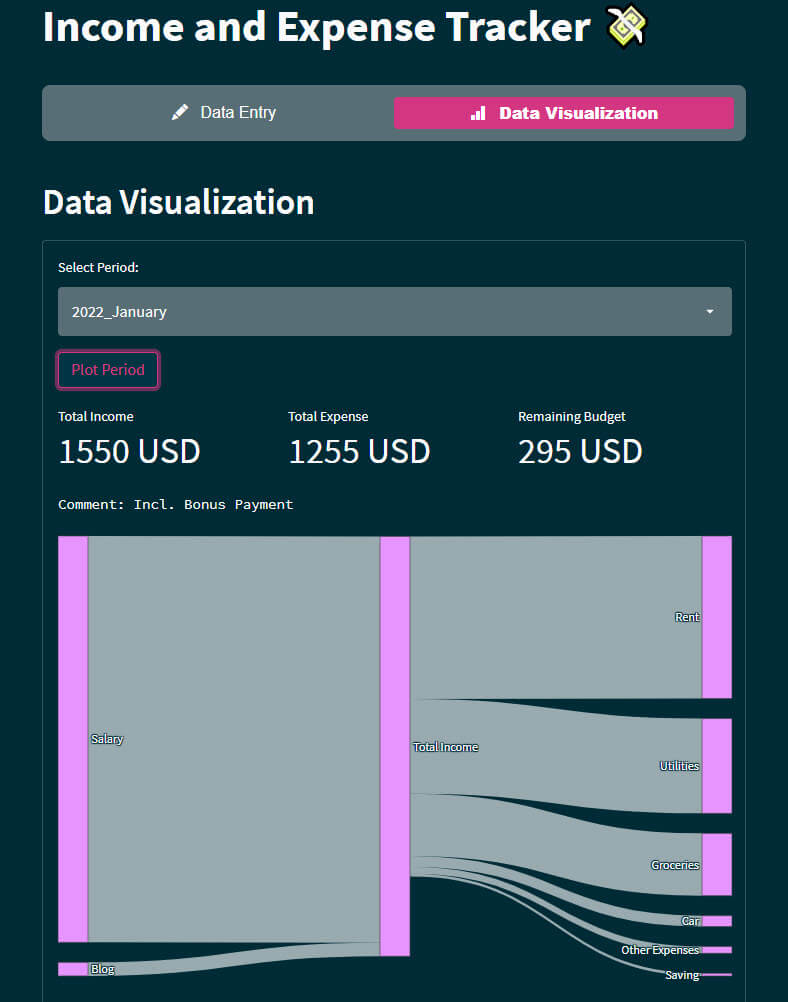 Income and Expense Tracker 💸
Data Entry
Data Visualization
Data Visualization
Select Period:
2022_January
Plot Period
Total Income
Total Expense
Remaining Budget
1550 USD
1255 USD
295 USD
Comment: Incl. Bonus Payment
Rent
Salary
Total Income
Utilities
Groceries
Car
Other Expenses
Blog
Saving